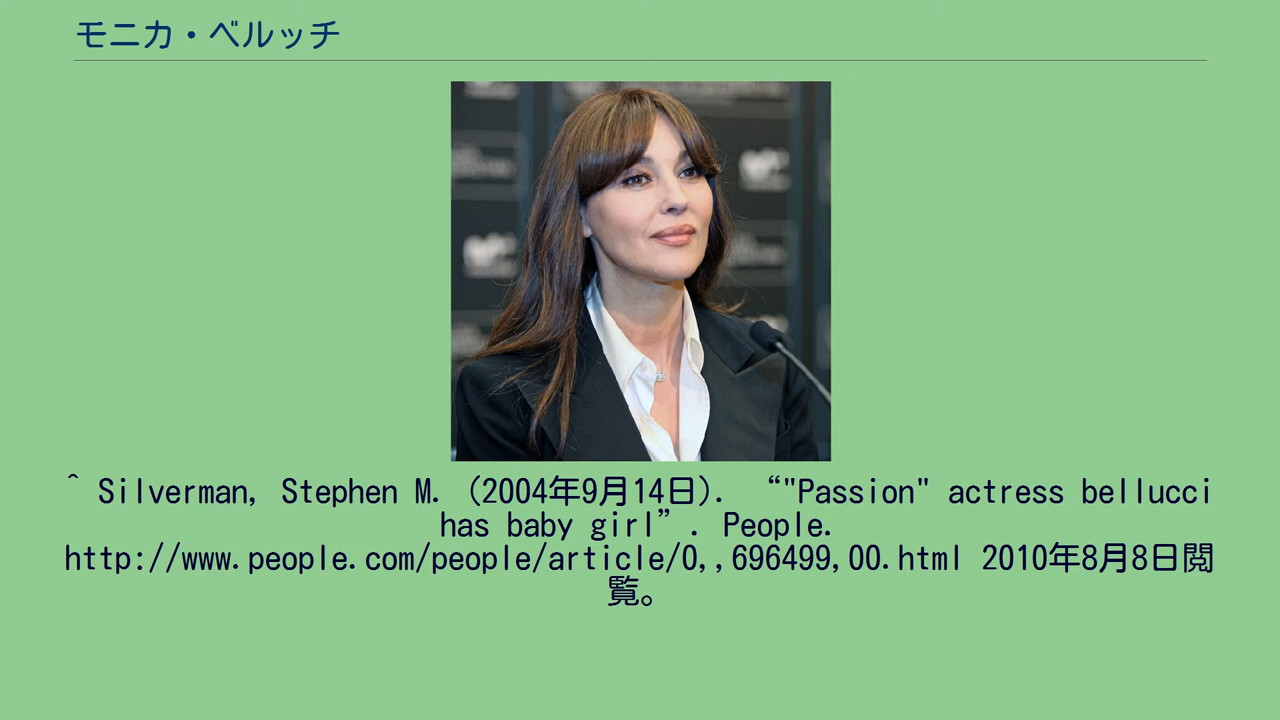 モニカ・ベルッチ
^ Silverman, Stephen M. (2004年9月14日). “"Passion" actress bellucci
has baby girl”. People.
http://www.people.com/people/article/0,,696499,00.html 2010年8月8日閲
覧。